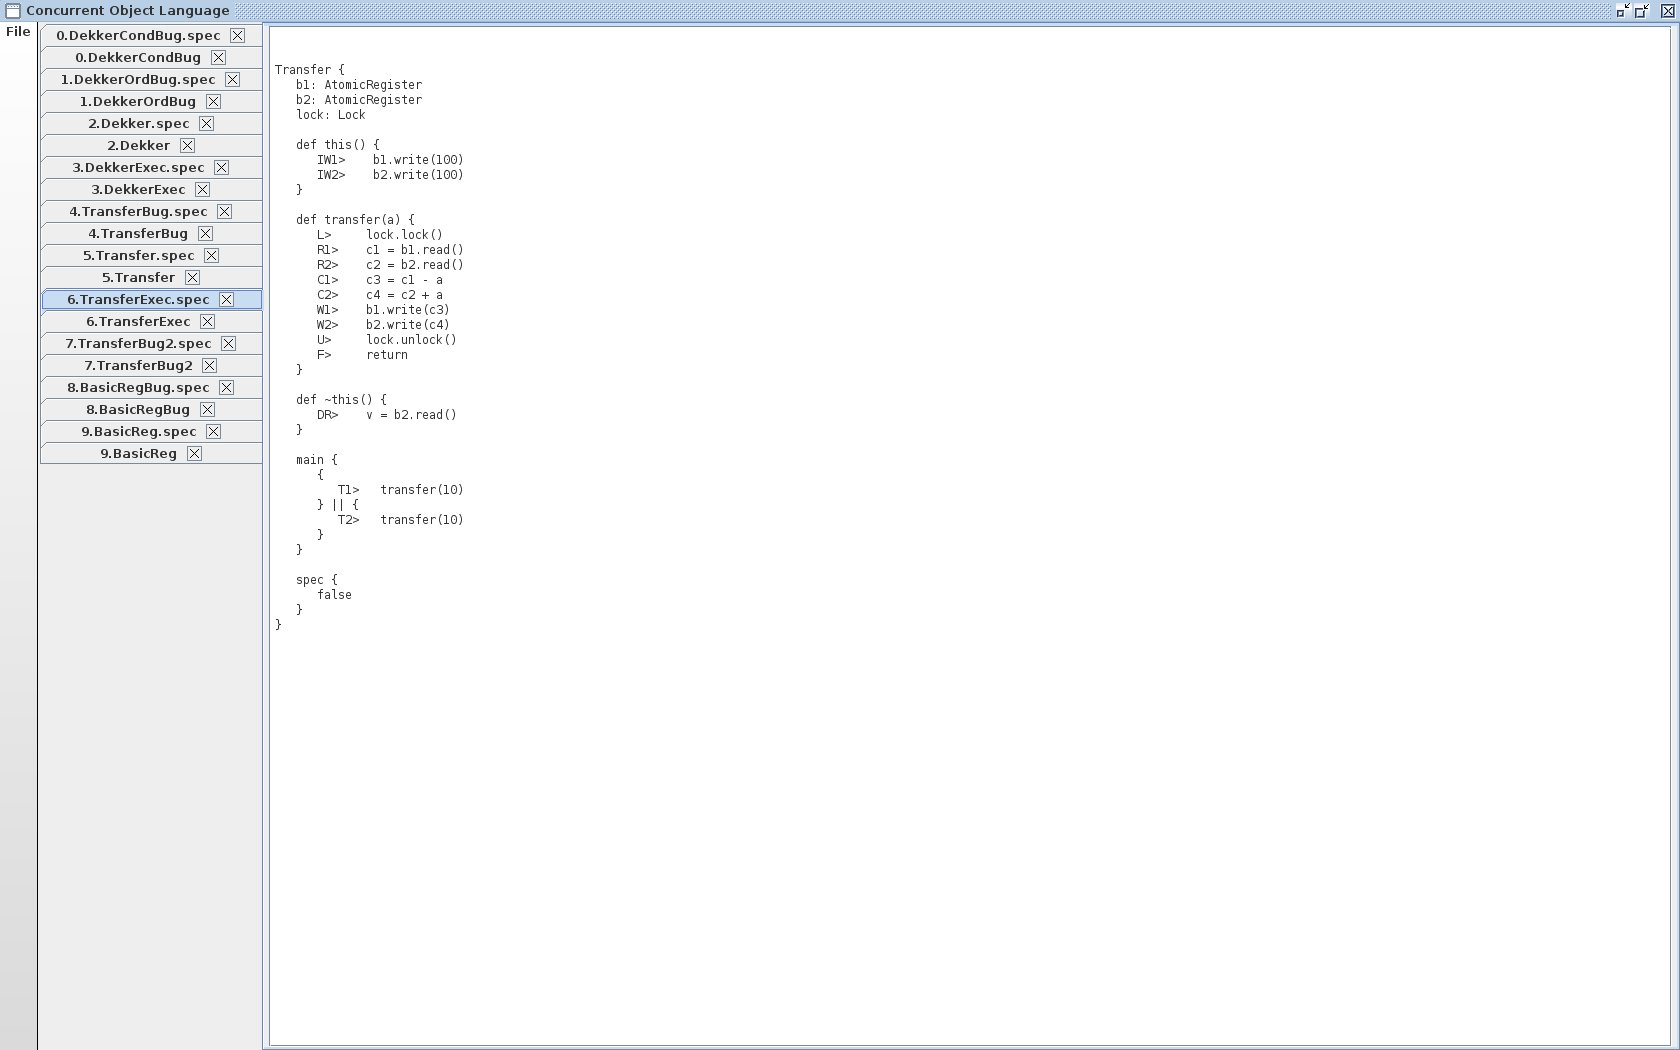 Concurrent Object Language
File
0.DekkerCondBug.spec
0.DekkerCondBug
1.DekkerOrdBug.spec
1.DekkerOrdBug
2.Dekker.spec
2.Dekker
3.DekkerExec.spec
3.DekkerExec
4.TransferBug.spec
4.TransferBug
5.Transfer.spec
5.Transfer
6.TransferExec.spec
6.TransferExec
7.TransferBug2.spec
7.TransferBug2
8.BasicRegBug.spec
8.BasicRegBug
9.BasicReg.spec
9.BasicReg
Transfer {
   b1: AtomicRegister
   b2: AtomicRegister
   lock: Lock
   def this() {
      IW1>    b1.write(100)
      IW2>    b2.write(100)
   }
   def transfer(a) {
      L>     lock.lock()
      R1>    c1 = b1.read()
      R2>    c2 = b2.read()
      C1>    c3 = c1 - a
      C2>    c4 = c2 + a
      W1>    b1.write(c3)
      W2>    b2.write(c4)
      U>     lock.unlock()
      F>     return
   }
   def ~this() {
      DR>    v = b2.read()
   }
   main {
      {
         T1>   transfer(10)
      } || {
         T2>   transfer(10)
      }
   }
   spec {
      false
   }
}